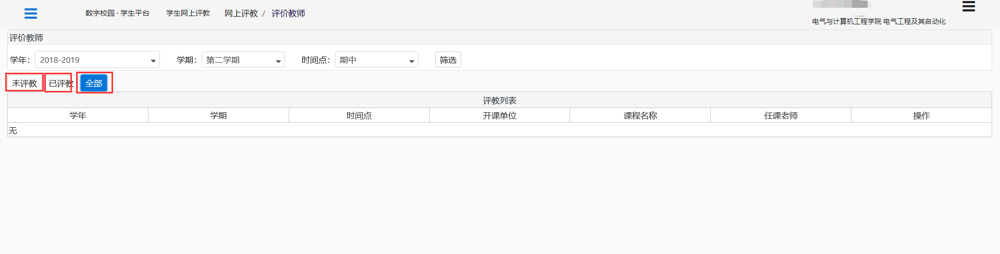 数字校园 - 学生平台 学生网上评教 网上评教 / 评价教师
电气与计算机工程学院 电气工程及其自动化
评价教师
学年： 2018-2019 学期： 第二学期 时间点： 期中 筛选
未评教 已评教 全部
评教列表
学年 学期 时间点 开课单位 课程名称 任课老师 操作
无